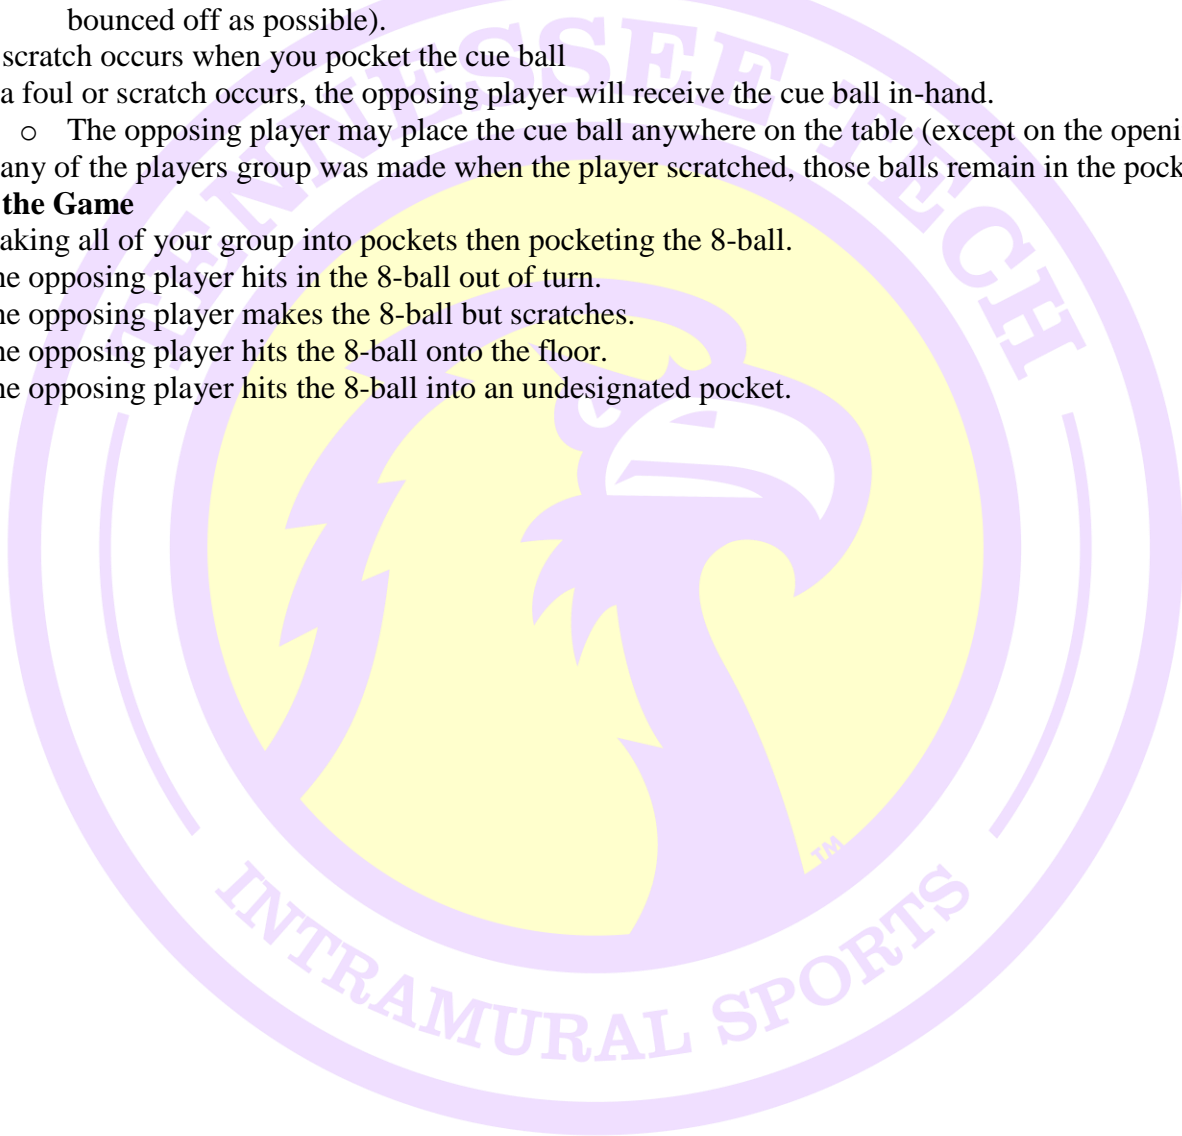 bounced off as possible).
scratch occurs when you pocket the cue ball
a foul or scratch occurs, the opposing player will receive the cue ball in-hand.
o The opposing player may place the cue ball anywhere on the table (except on the openi
any of the players group was made when the player scratched, those balls remain in the pock
the Game
aking all of your group into pockets then pocketing the 8-ball.
he opposing player hits in the 8-ball out of turn.
he opposing player makes the 8-ball but scratches.
he opposing player hits the 8-ball onto the floor.
he opposing player hits the 8-ball into an undesignated pocket.
TENNESSEE TECH
TM
INTRAMURAL SPORTS